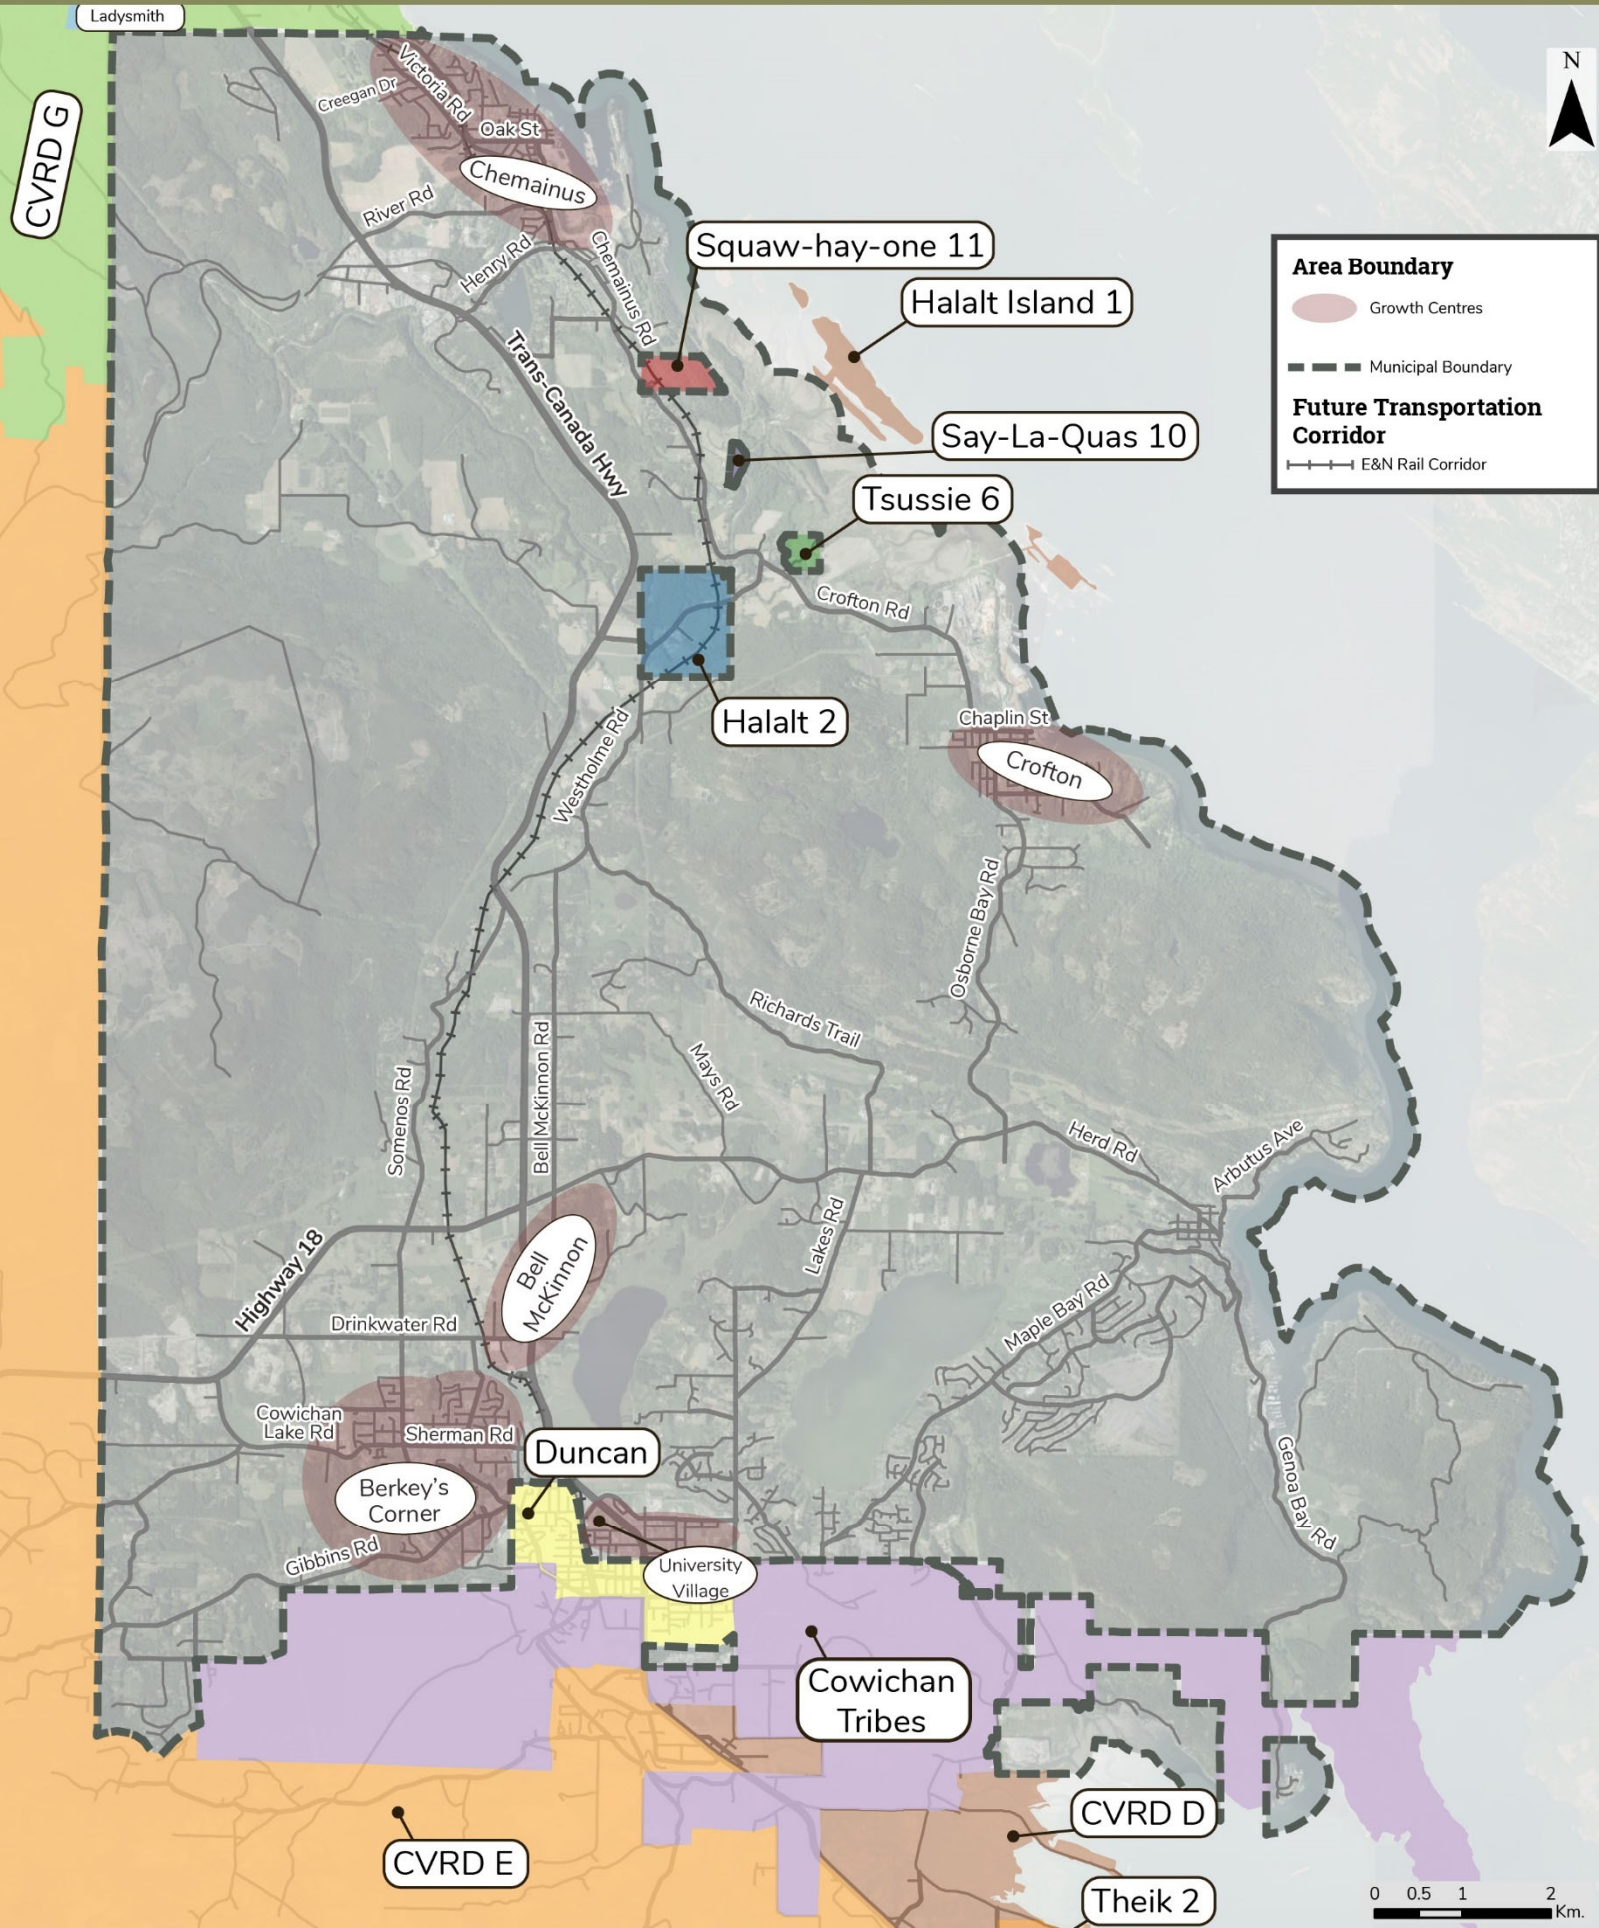 Ladysmith
CVRD G
Victoria Rd
Creegan Dr
Oak St
Chemainus
River Rd
Henry Rd
Chemainus Rd
Squaw-hay-one 11
Halalt Island 1
Trans-Canada Hwy
Say-La-Quas 10
Tsussie 6
Crofton Rd
Halalt 2
Westholme Rd
Chaplin St
Crofton
Osborne Bay Rd
Richards Trail
Mays Rd
Bell McKinnon Rd
Somenos Rd
Herd Rd
Arbutus Ave
Lakes Rd
Bell
McKinnon
Highway 18
Drinkwater Rd
Maple Bay Rd
Cowichan
Lake Rd
Sherman Rd
Duncan
Berkey's
Corner
Genoa Bay Rd
Gibbins Rd
University
Village
Cowichan
Tribes
CVRD D
CVRD E
Theik 2
N
Area Boundary
Growth Centres
Municipal Boundary
Future Transportation
Corridor
E&N Rail Corridor
0 0.5 1 2
Km.